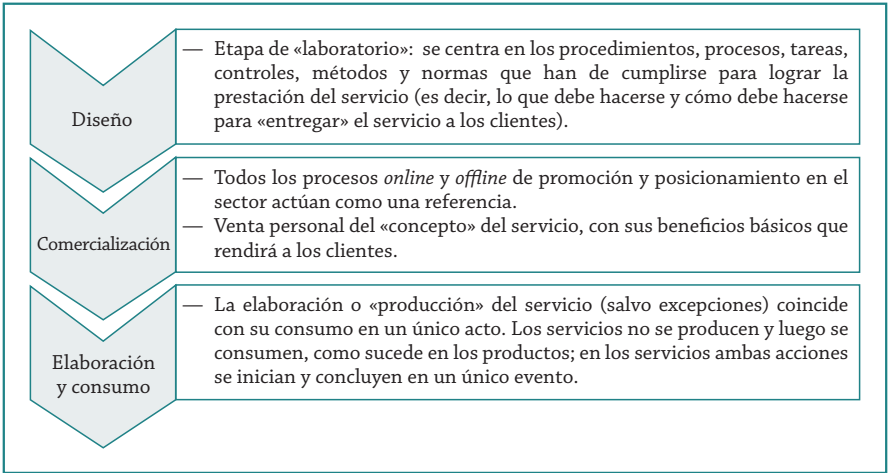 Diseño
— Etapa de «laboratorio»: se centra en los procedimientos, procesos, tareas,
controles, métodos y normas que han de cumplirse para lograr la
prestación del servicio (es decir, lo que debe hacerse y cómo debe hacerse
para «entregar» el servicio a los clientes).
Comercialización
— Todos los procesos online y offline de promoción y posicionamiento en el
sector actúan como una referencia.
— Venta personal del «concepto» del servicio, con sus beneficios básicos que
rendirá a los clientes.
Elaboración
y consumo
— La elaboración o «producción» del servicio (salvo excepciones) coincide
con su consumo en un único acto. Los servicios no se producen y luego se
consumen, como sucede en los productos; en los servicios ambas acciones
se inician y concluyen en un único evento.